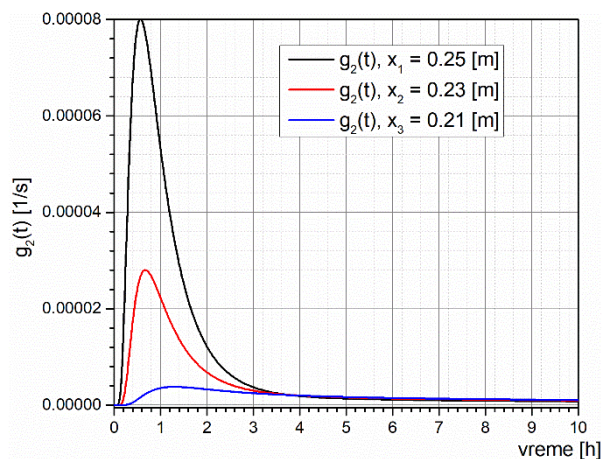 0.00008
0.00006
0.00004
0.00002
0.00000
g₂(t) [1/s]
g₂(t), x₁ = 0.25 [m]
g₂(t), x₂ = 0.23 [m]
g₂(t), x₃ = 0.21 [m]
0 1 2 3 4 5 6 7 8 9 10
vreme [h]